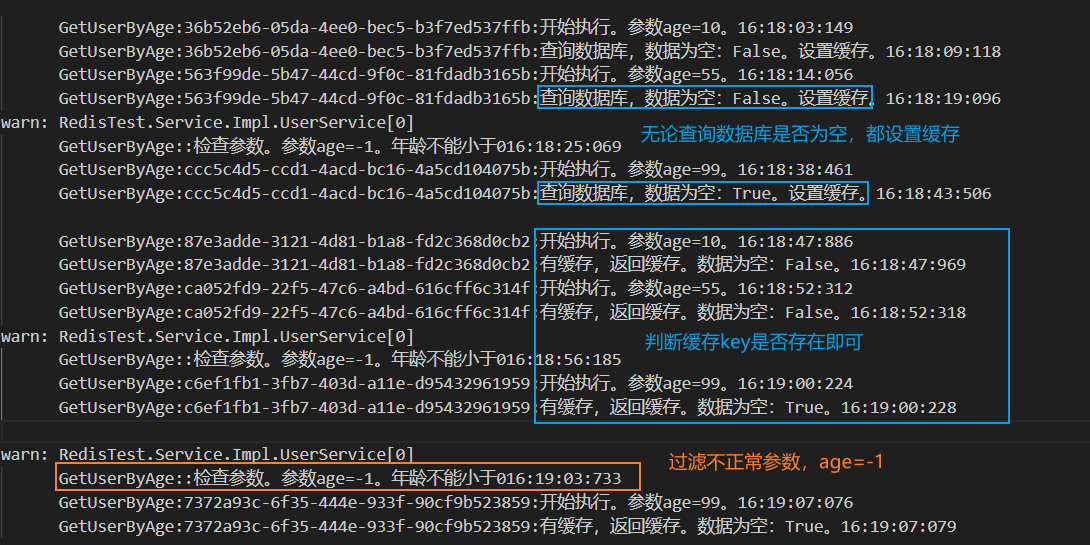 GetUserByAge:36b52eb6-05da-4ee0-bec5-b3f7ed537ffb:开始执行。参数age=10。16:18:03:149
GetUserByAge:36b52eb6-05da-4ee0-bec5-b3f7ed537ffb:查询数据库，数据为空：False。设置缓存。16:18:09:118
GetUserByAge:563f99de-5b47-44cd-9f0c-81fdadb3165b:开始执行。参数age=55。16:18:14:056
GetUserByAge:563f99de-5b47-44cd-9f0c-81fdadb3165b:查询数据库，数据为空：False。设置缓存。16:18:19:096
warn: RedisTest.Service.Impl.UserService[0]
无论查询数据库是否为空，都设置缓存
GetUserByAge::检查参数。参数age=-1。年龄不能小于016:18:25:069
GetUserByAge:ccc5c4d5-ccd1-4acd-bc16-4a5cd104075b:开始执行。参数age=99。16:18:38:461
GetUserByAge:ccc5c4d5-ccd1-4acd-bc16-4a5cd104075b:查询数据库，数据为空：True。设置缓存。16:18:43:506
GetUserByAge:87e3adde-3121-4d81-b1a8-fd2c368d0cb2:开始执行。参数age=10。16:18:47:886
GetUserByAge:87e3adde-3121-4d81-b1a8-fd2c368d0cb2:有缓存，返回缓存。数据为空：False。16:18:47:969
GetUserByAge:ca052fd9-22f5-47c6-a4bd-616cff6c314f:开始执行。参数age=55。16:18:52:312
GetUserByAge:ca052fd9-22f5-47c6-a4bd-616cff6c314f:有缓存，返回缓存。数据为空：False。16:18:52:318
warn: RedisTest.Service.Impl.UserService[0]
判断缓存key是否存在即可
GetUserByAge::检查参数。参数age=-1。年龄不能小于016:18:56:185
GetUserByAge:c6ef1fb1-3fb7-403d-a11e-d95432961959:开始执行。参数age=99。16:19:00:224
GetUserByAge:c6ef1fb1-3fb7-403d-a11e-d95432961959:有缓存，返回缓存。数据为空：True。16:19:00:228
warn: RedisTest.Service.Impl.UserService[0]
过滤不正常参数，age=-1
GetUserByAge::检查参数。参数age=-1。年龄不能小于016:19:03:733
GetUserByAge:7372a93c-6f35-444e-933f-90cf9b523859:开始执行。参数age=99。16:19:07:076
GetUserByAge:7372a93c-6f35-444e-933f-90cf9b523859:有缓存，返回缓存。数据为空：True。16:19:07:079